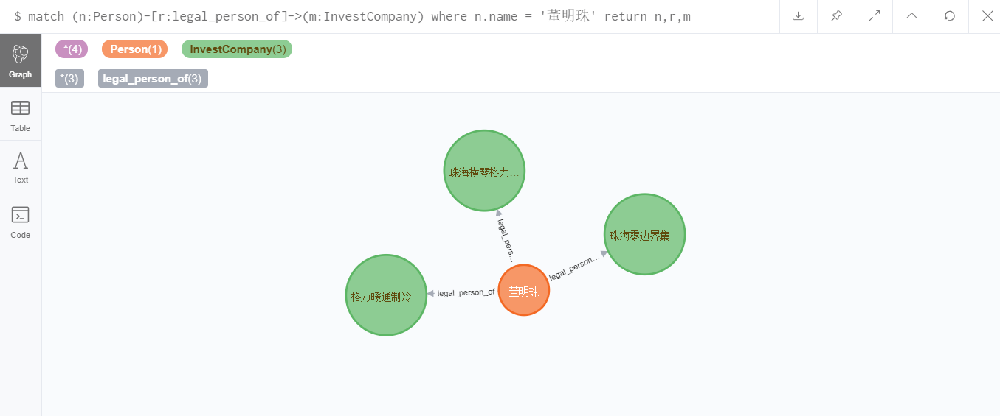 $ match (n:Person)-[r:legal_person_of]->(m:InvestCompany) where n.name = '董明珠' return n,r,m
*(4) Person(1) InvestCompany(3)
Graph
*(3) legal_person_of(3)
Table
Text
Code
珠海横琴格力…
珠海零边界集…
legal_pers…
legal_person…
格力暖通制冷…
legal_person_of
董明珠